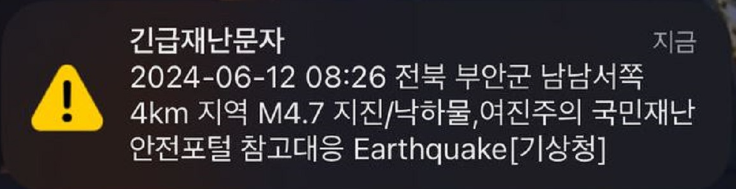 긴급재난문자
지금
2024-06-12 08:26 전북 부안군 남남서쪽
4km 지역 M4.7 지진/낙하물,여진주의 국민재난
안전포털 참고대응 Earthquake[기상청]